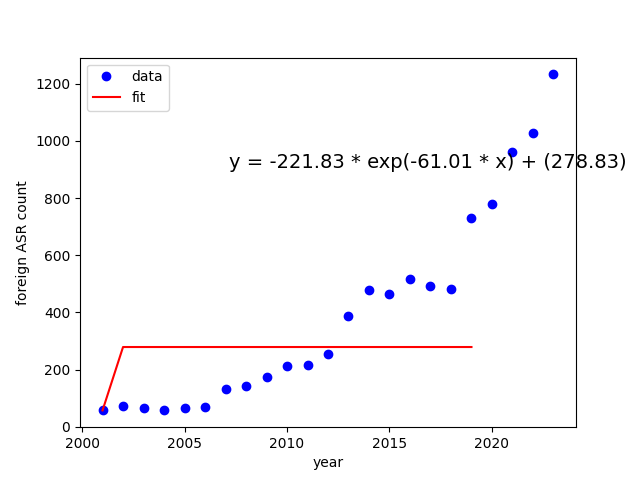 data
fit
y = -221.83 * exp(-61.01 * x) + (278.83)
foreign ASR count
1200
1000
800
600
400
200
0
2000 2005 2010 2015 2020
year